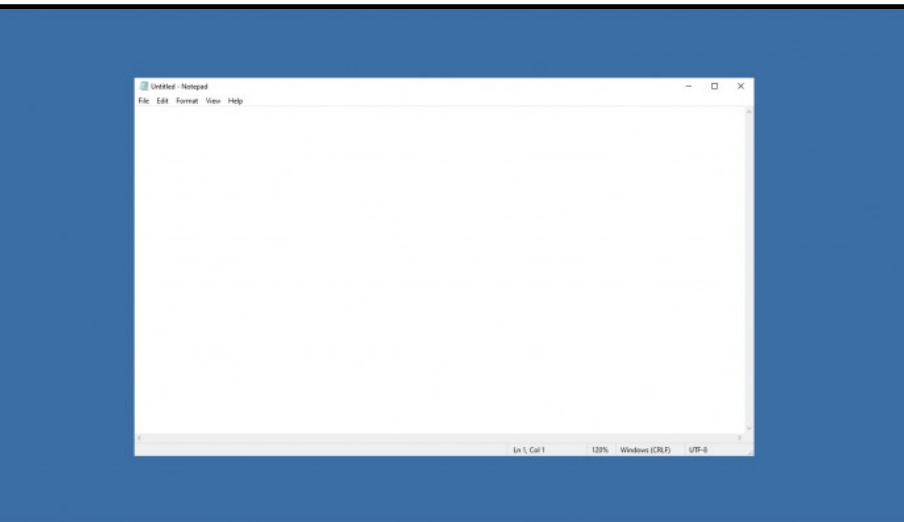 Untitled - Notepad
File Edit Format View Help
Ln 1, Col 1 120% Windows (CRLF) UTF-8